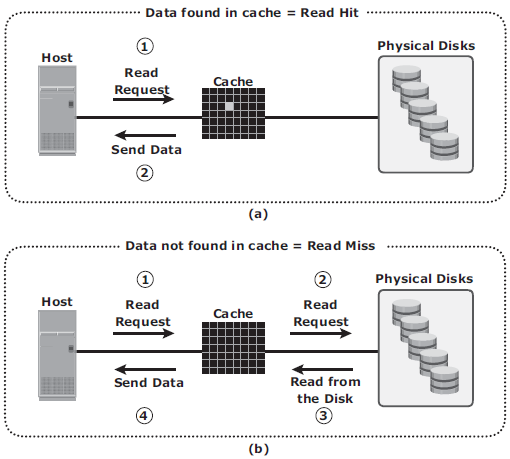 Data found in cache = Read Hit
1
Host
Read
Request
Cache
Physical Disks
Send Data
2
(a)
Data not found in cache = Read Miss
1
2
Host
Read
Request
Cache
Read
Request
Physical Disks
Send Data
Read from
the Disk
4
3
(b)